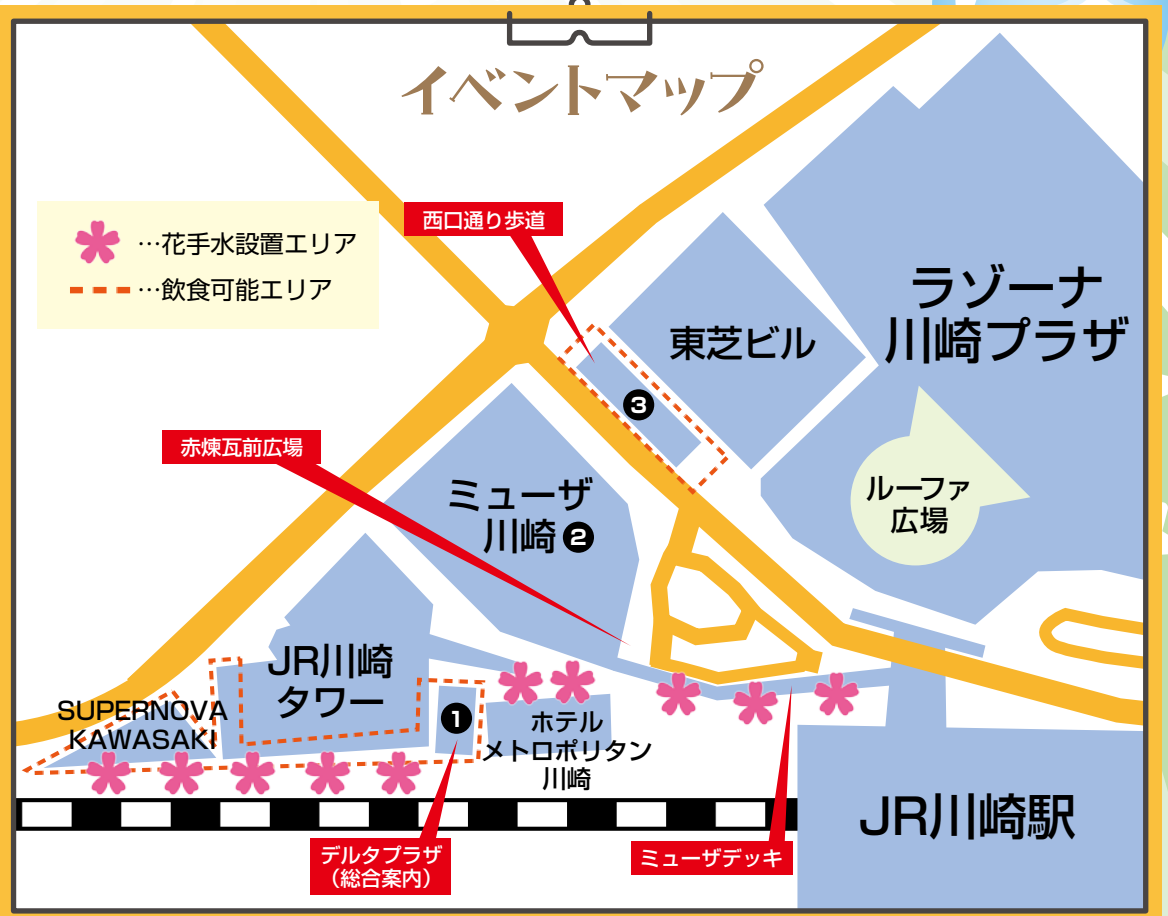 イベントマップ
…花手水設置エリア
…飲食可能エリア
西口通り歩道
東芝ビル
ラゾーナ
川崎プラザ
❸
赤煉瓦前広場
ミューザ
川崎❷
ルーファ
広場
JR川崎
タワー
SUPERNOVA
KAWASAKI
❶
ホテル
メトロポリタン
川崎
JR川崎駅
デルタプラザ
（総合案内）
ミューザデッキ